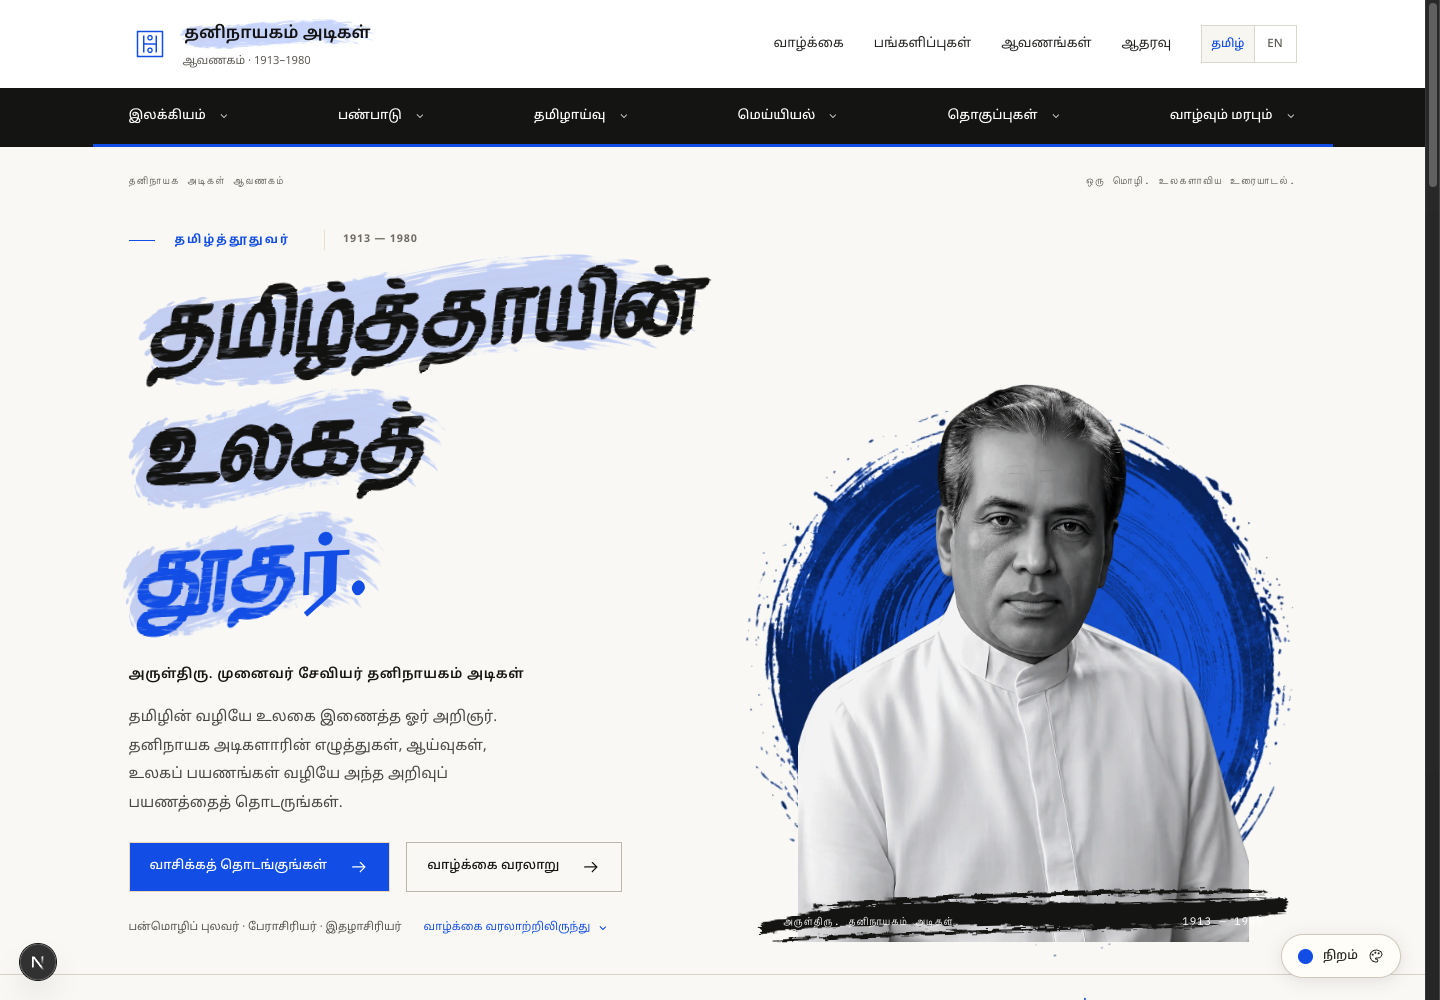 தனிநாயகம் அடிகள்
ஆவணகம் · 1913–1980
வாழ்க்கை பங்களிப்புகள் ஆவணங்கள் ஆதரவு தமிழ் EN
இலக்கியம் பண்பாடு தமிழாய்வு மெய்யியல் தொகுப்புகள் வாழ்வும் மரபும்
தனிநாயக அடிகள் ஆவணகம்
ஒரு மொழி. உலகளாவிய உரையாடல்.
தமிழ்த்தூதுவர் 1913 — 1980
தமிழ்த்தாயின்
உலகத்
தூதர்.
அருள்திரு. முனைவர் சேவியர் தனிநாயகம் அடிகள்
தமிழின் வழியே உலகை இணைத்த ஓர் அறிஞர்.
தனிநாயக அடிகளாரின் எழுத்துகள், ஆய்வுகள்,
உலகப் பயணங்கள் வழியே அந்த அறிவுப்
பயணத்தைத் தொடருங்கள்.
வாசிக்கத் தொடங்குங்கள் வாழ்க்கை வரலாறு
பன்மொழிப் புலவர் · பேராசிரியர் · இதழாசிரியர் வாழ்க்கை வரலாற்றிலிருந்து
அருள்திரு. தனிநாயகம் அடிகள்
1913
நிறம்